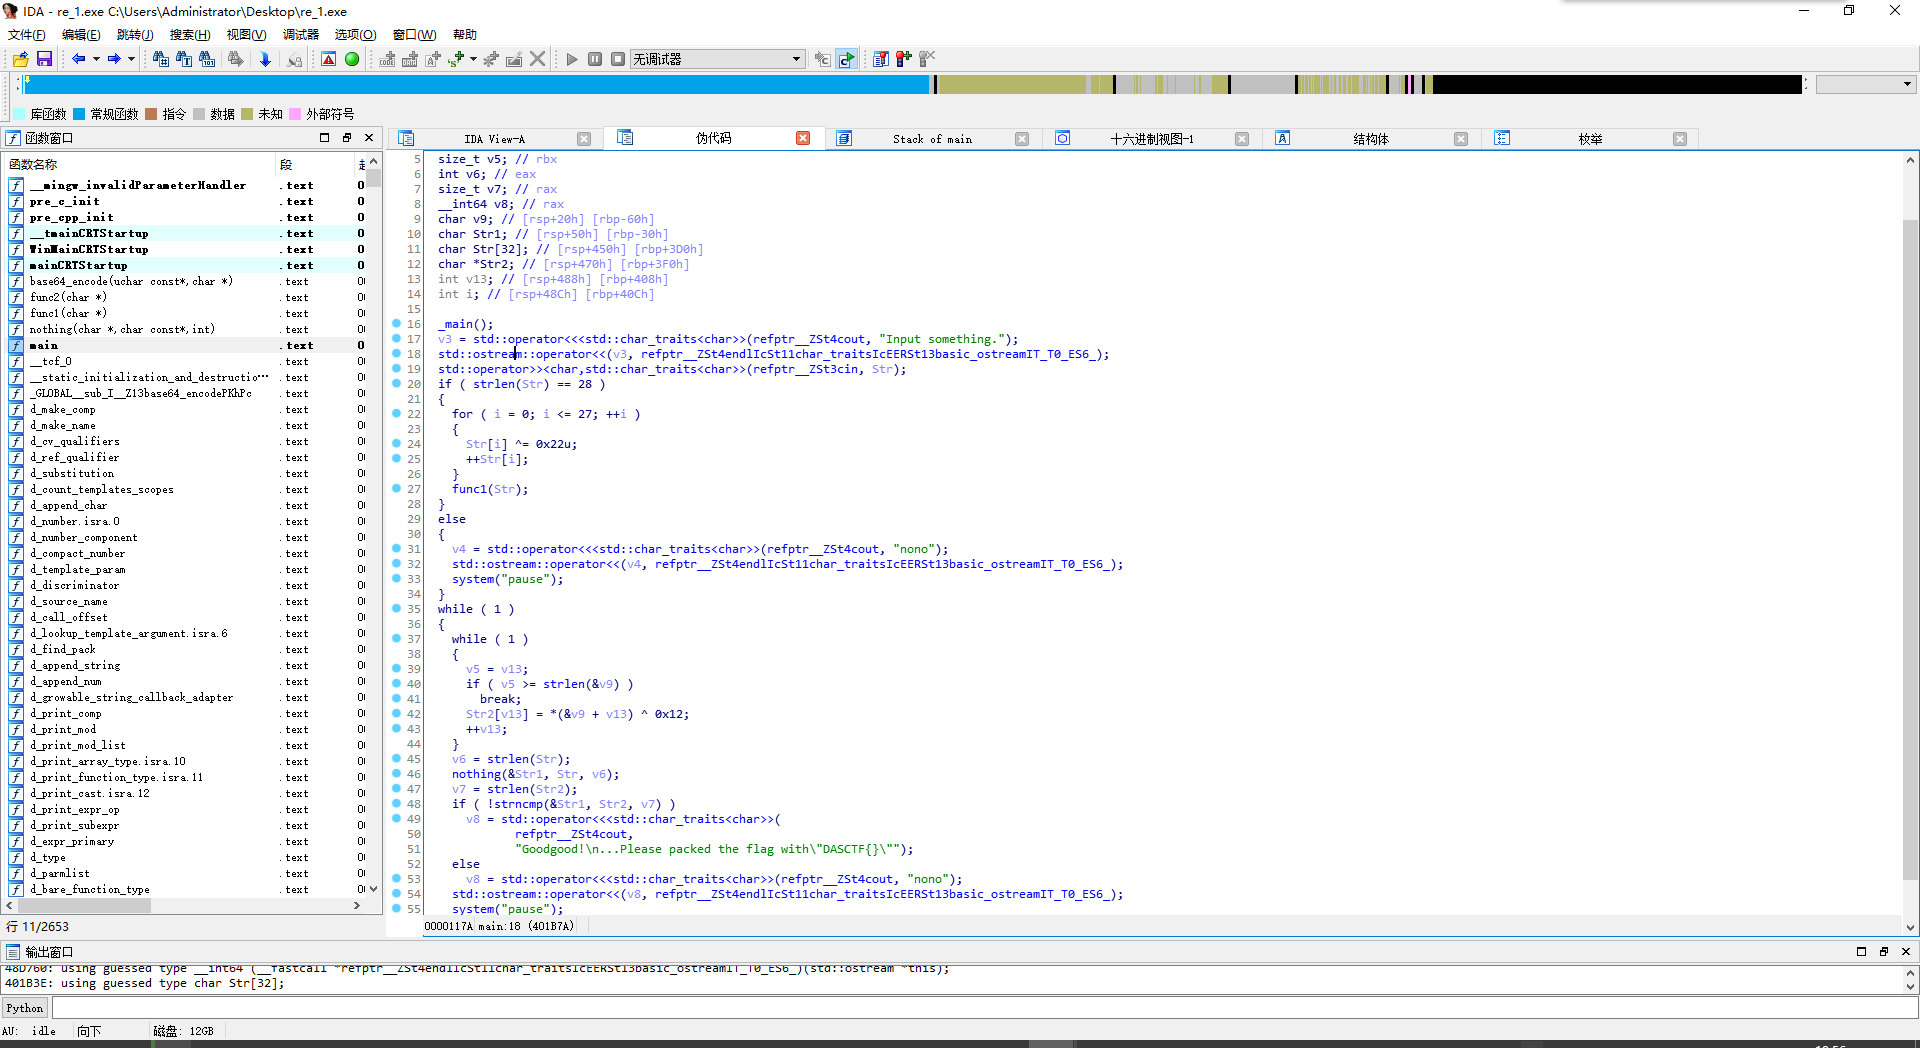 IDA - re_1.exe C:\Users\Administrator\Desktop\re_1.exe
文件(F) 编辑(E) 跳转(J) 搜索(H) 视图(V) 调试器 选项(O) 窗口(W) 帮助
无调试器
库函数 常规函数 指令 数据 未知 外部符号
函数窗口
IDA View-A 伪代码 Stack of main 十六进制视图-1 结构体 枚举
函数名称 段
__mingw_invalidParameterHandler .text 0
pre_c_init .text 0
pre_cpp_init .text 0
__tmainCRTStartup .text 0
WinMainCRTStartup .text 0
mainCRTStartup .text 0
base64_encode(uchar const*,char *) .text 0
func2(char *) .text 0
func1(char *) .text 0
nothing(char *,char const*,int) .text 0
main .text 0
__tcf_0 .text 0
__static_initialization_and_destructio… .text 0
_GLOBAL__sub_I__Z13base64_encodePKhPc .text 0
d_make_comp .text 0
d_make_name .text 0
d_cv_qualifiers .text 0
d_ref_qualifier .text 0
d_substitution .text 0
d_count_templates_scopes .text 0
d_append_char .text 0
d_number.isra.0 .text 0
d_number_component .text 0
d_compact_number .text 0
d_template_param .text 0
d_discriminator .text 0
d_source_name .text 0
d_call_offset .text 0
d_lookup_template_argument.isra.6 .text 0
d_find_pack .text 0
d_append_string .text 0
d_append_num .text 0
d_growable_string_callback_adapter .text 0
d_print_comp .text 0
d_print_mod .text 0
d_print_mod_list .text 0
d_print_array_type.isra.10 .text 0
d_print_function_type.isra.11 .text 0
d_print_cast.isra.12 .text 0
d_print_expr_op .text 0
d_print_subexpr .text 0
d_expr_primary .text 0
d_type .text 0
d_parmlist .text 0
d_bare_function_type .text 0
行 11/2653
5 size_t v5; // rbx
6 int v6; // eax
7 size_t v7; // rax
8 __int64 v8; // rax
9 char v9; // [rsp+20h] [rbp-60h]
10 char Str1; // [rsp+50h] [rbp-30h]
11 char Str[32]; // [rsp+450h] [rbp+3D0h]
12 char *Str2; // [rsp+470h] [rbp+3F0h]
13 int v13; // [rsp+488h] [rbp+408h]
14 int i; // [rsp+48Ch] [rbp+40Ch]
15
16 _main();
17 v3 = std::operator<<<std::char_traits<char>>(refptr__ZSt4cout, "Input something.");
18 std::ostream::operator<<(v3, refptr__ZSt4endlIcSt11char_traitsIcEERSt13basic_ostreamIT_T0_ES6_);
19 std::operator>><char,std::char_traits<char>>(refptr__ZSt3cin, Str);
20 if ( strlen(Str) == 28 )
21 {
22 for ( i = 0; i <= 27; ++i )
23 {
24 Str[i] ^= 0x22u;
25 ++Str[i];
26 }
27 func1(Str);
28 }
29 else
30 {
31 v4 = std::operator<<<std::char_traits<char>>(refptr__ZSt4cout, "nono");
32 std::ostream::operator<<(v4, refptr__ZSt4endlIcSt11char_traitsIcEERSt13basic_ostreamIT_T0_ES6_);
33 system("pause");
34 }
35 while ( 1 )
36 {
37 while ( 1 )
38 {
39 v5 = v13;
40 if ( v5 >= strlen(&v9) )
41 break;
42 Str2[v13] = *(&v9 + v13) ^ 0x12;
43 ++v13;
44 }
45 v6 = strlen(Str);
46 nothing(&Str1, Str, v6);
47 v7 = strlen(Str2);
48 if ( !strncmp(&Str1, Str2, v7) )
49 v8 = std::operator<<<std::char_traits<char>>(
50 refptr__ZSt4cout,
51 "Goodgood!\n...Please packed the flag with\"DASCTF{}\"");
52 else
53 v8 = std::operator<<<std::char_traits<char>>(refptr__ZSt4cout, "nono");
54 std::ostream::operator<<(v8, refptr__ZSt4endlIcSt11char_traitsIcEERSt13basic_ostreamIT_T0_ES6_);
55 system("pause");
0000117A main:18 (401B7A)
输出窗口
48D760: using guessed type __int64 (__fastcall *refptr__ZSt4endlIcSt11char_traitsIcEERSt13basic_ostreamIT_T0_ES6_)(std::ostream *this);
401B3E: using guessed type char Str[32];
Python
AU: idle 向下 磁盘: 12GB